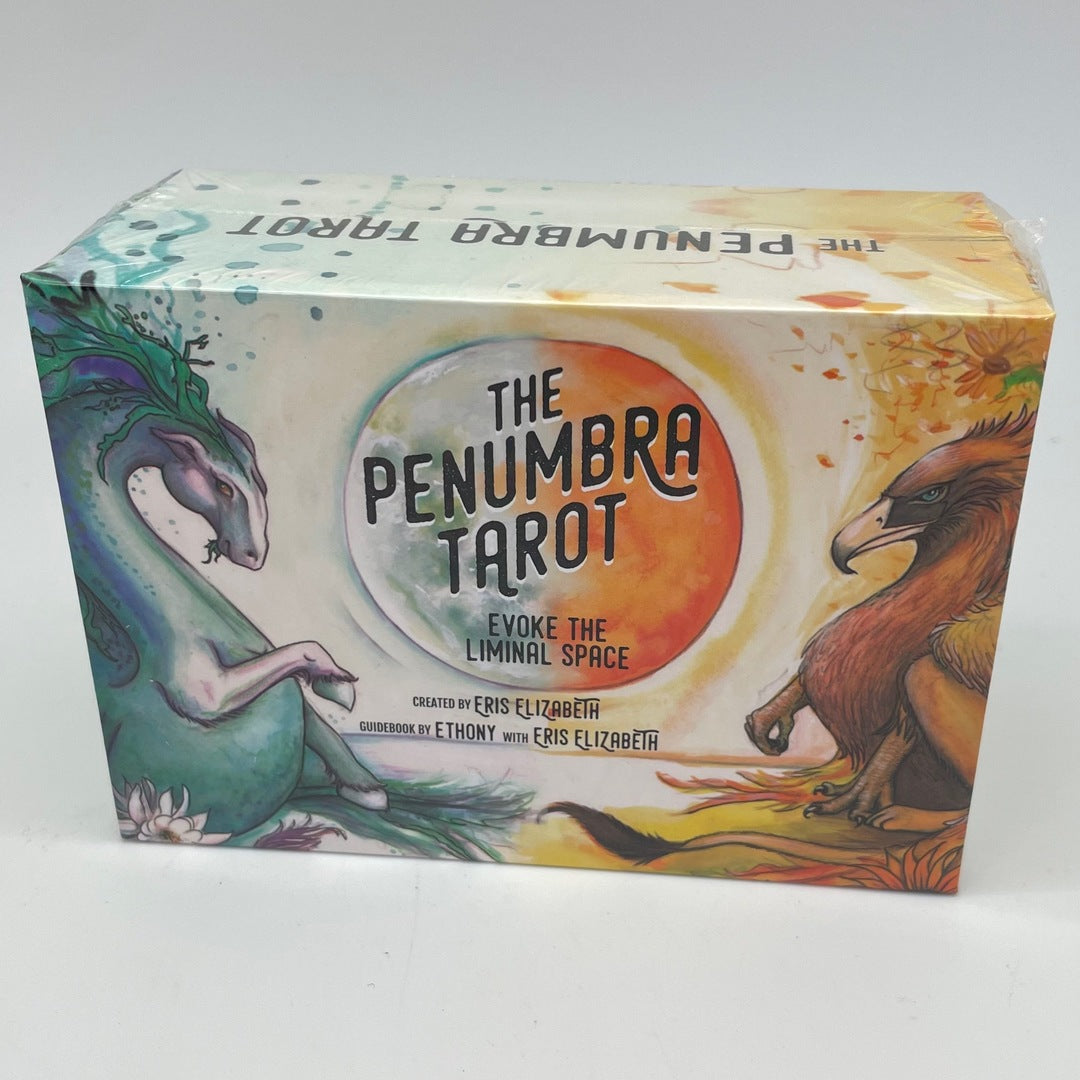 THE PENUMBRA TAROT
THE
PENUMBRA
TAROT
EVOKE THE
LIMINAL SPACE
CREATED BY ERIS ELIZABETH
GUIDEBOOK BY ETHONY WITH ERIS ELIZABETH